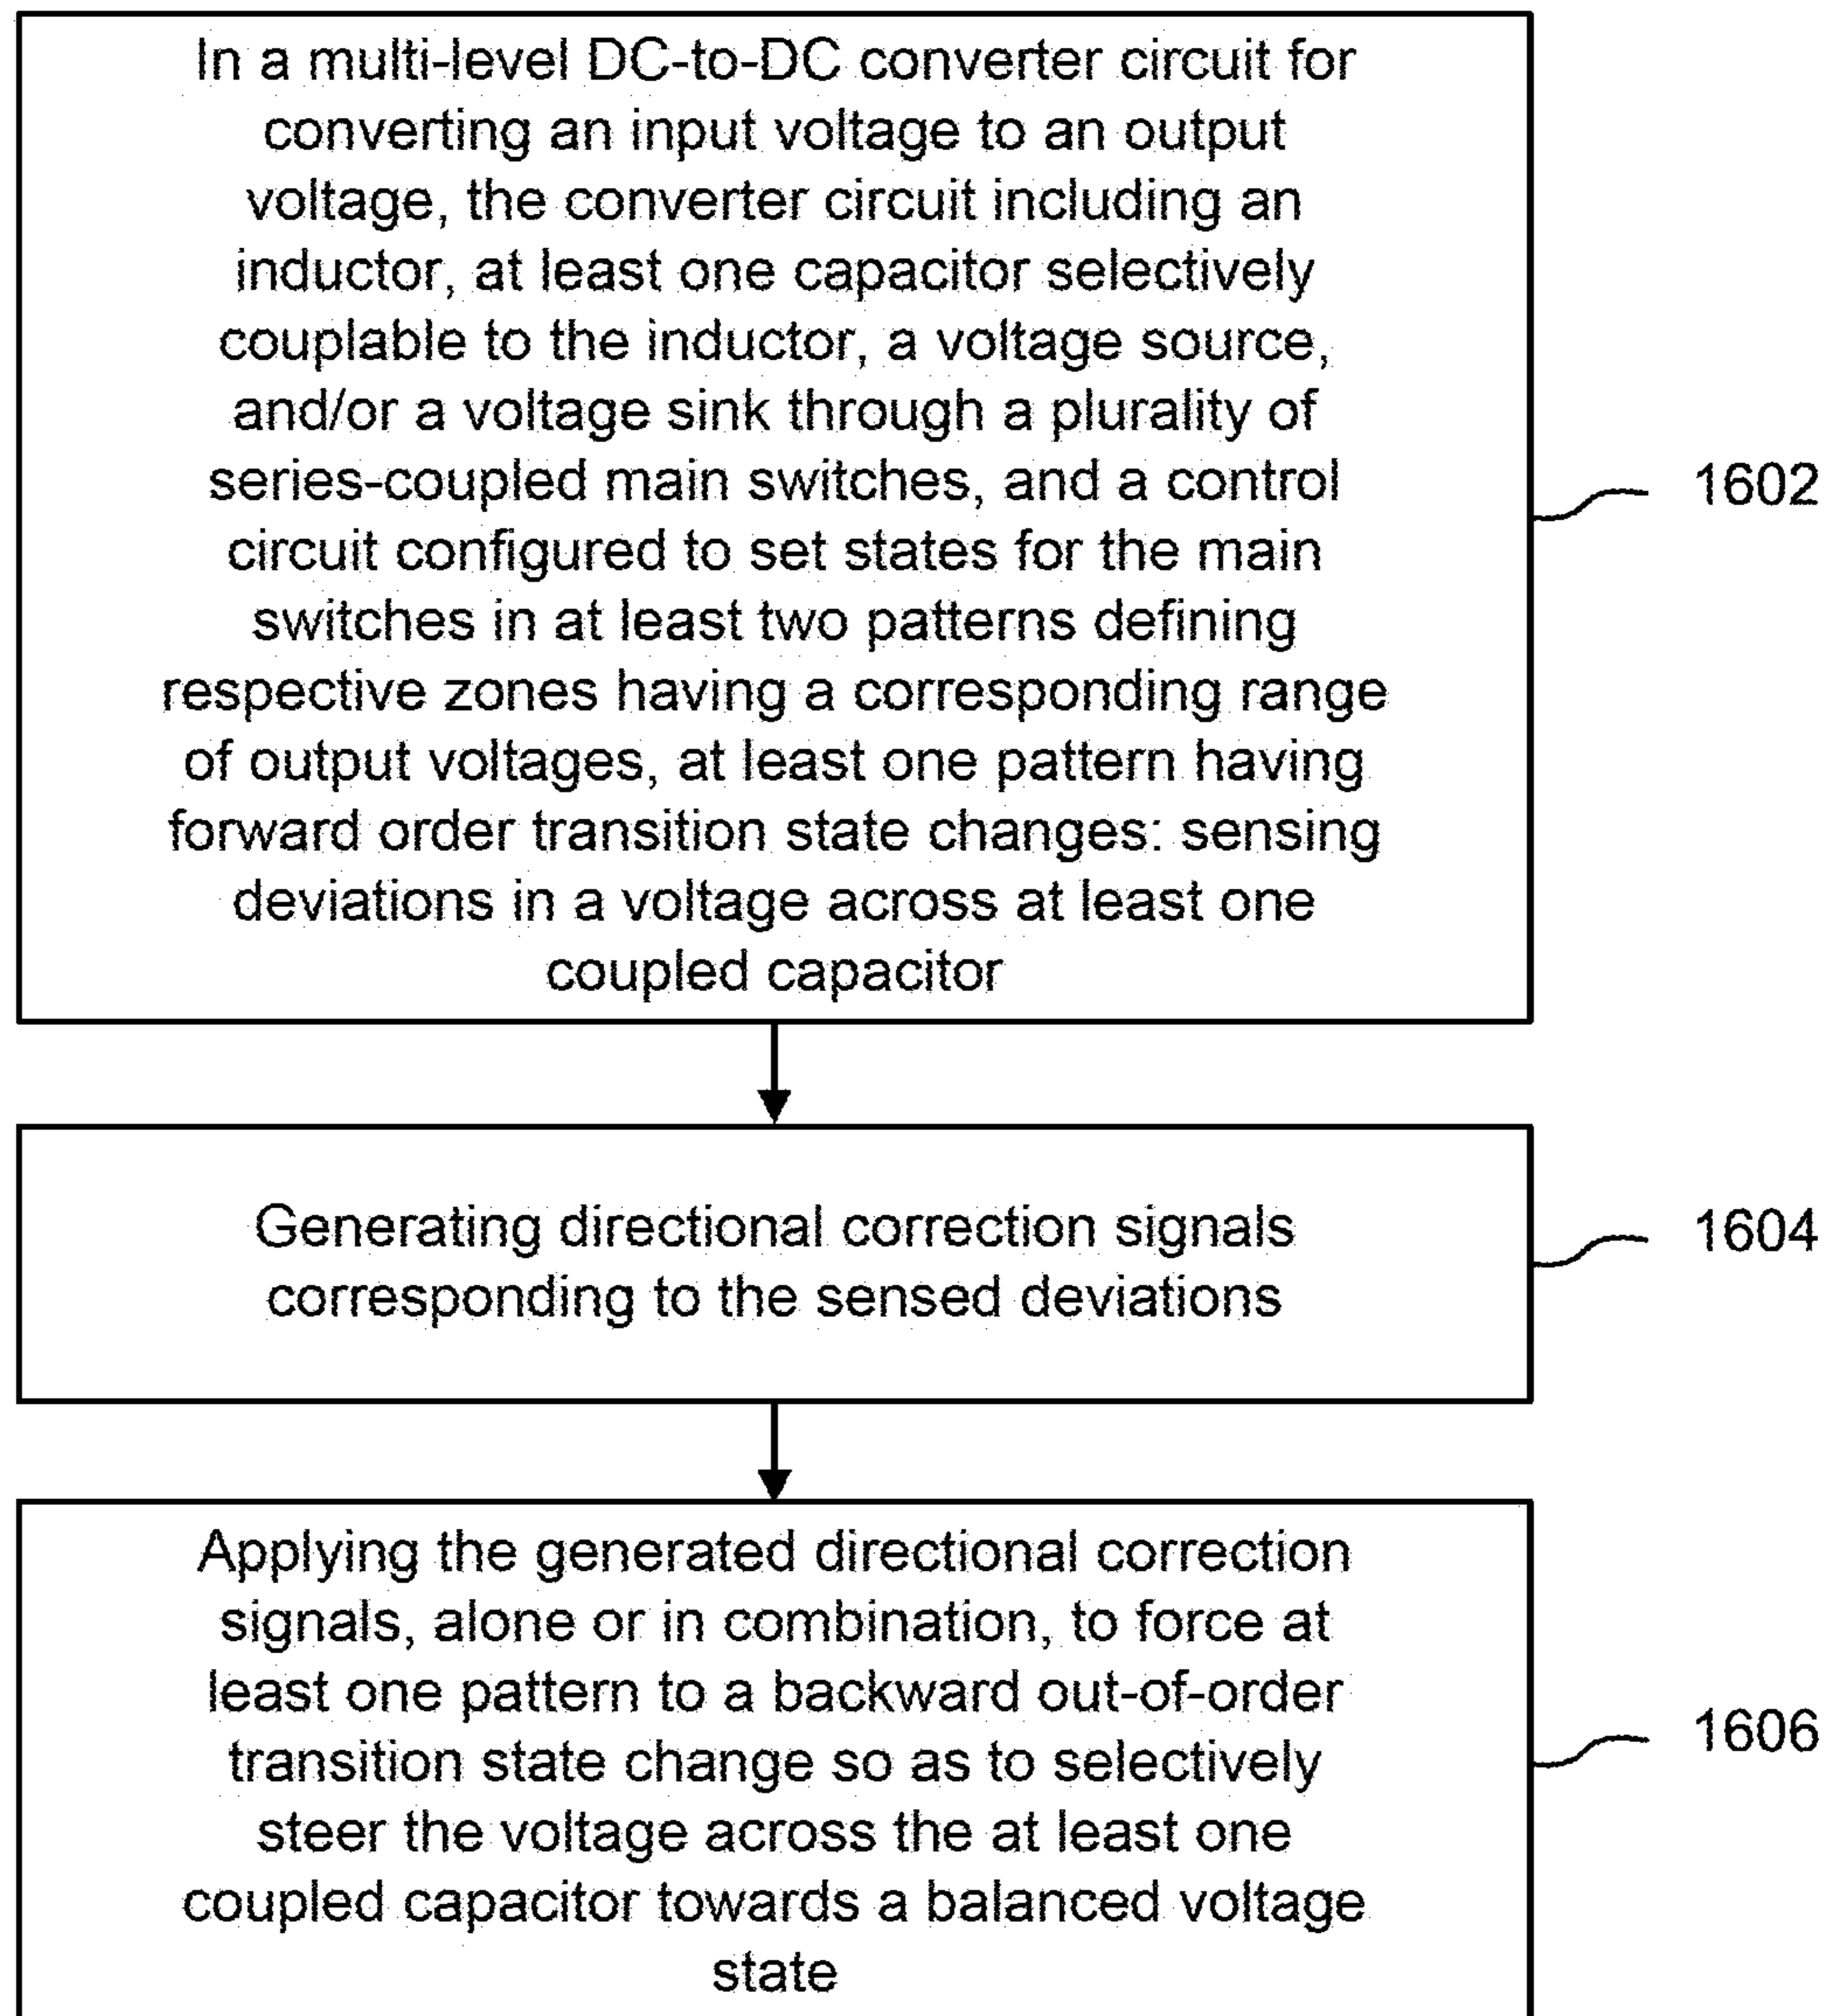 In a multi-level DC-to-DC converter circuit for
converting an input voltage to an output
voltage, the converter circuit including an
inductor, at least one capacitor selectively
couplable to the inductor, a voltage source,
and/or a voltage sink through a plurality of
series-coupled main switches, and a control
circuit configured to set states for the main
switches in at least two patterns defining
respective zones having a corresponding range
of output voltages, at least one pattern having
forward order transition state changes: sensing
deviations in a voltage across at least one
coupled capacitor
1602
Generating directional correction signals
corresponding to the sensed deviations
1604
Applying the generated directional correction
signals, alone or in combination, to force at
least one pattern to a backward out-of-order
transition state change so as to selectively
steer the voltage across the at least one
coupled capacitor towards a balanced voltage
state
1606